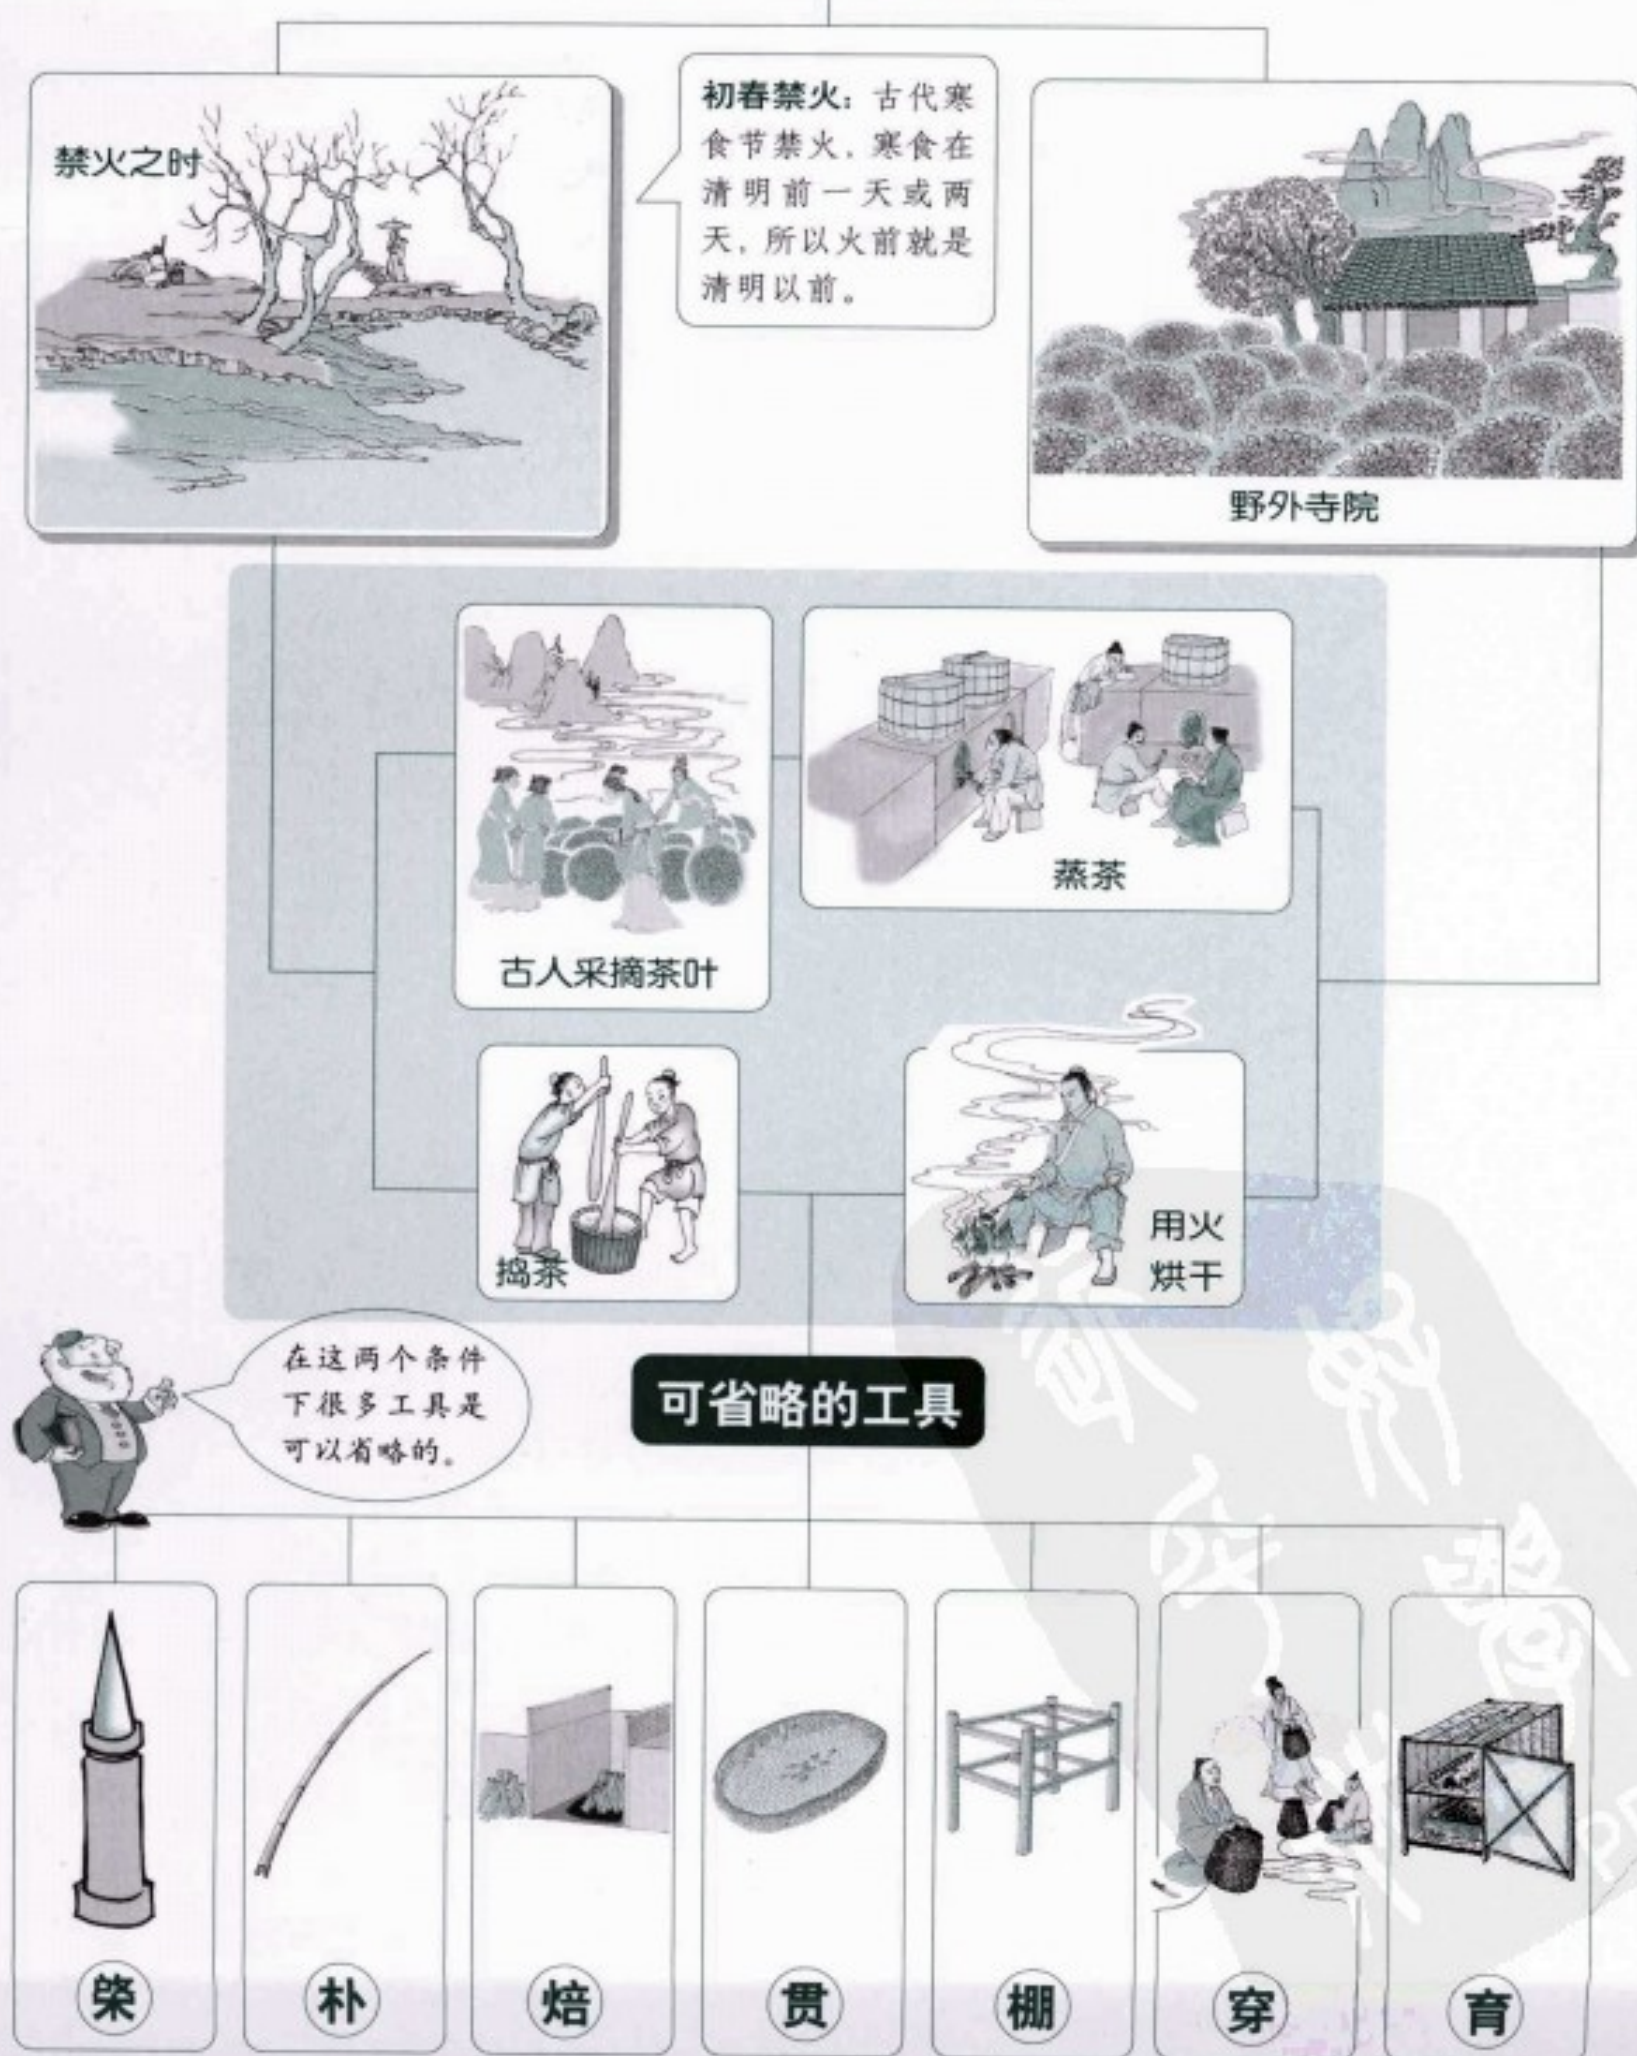 禁火之时
初春禁火：古代寒
食节禁火，寒食在
清明前一天或两
天，所以火前就是
清明以前。
野外寺院
古人采摘茶叶
蒸茶
捣茶
用火
烘干
在这两个条件
下很多工具是
可以省略的。
可省略的工具
棨
朴
焙
贯
棚
穿
育